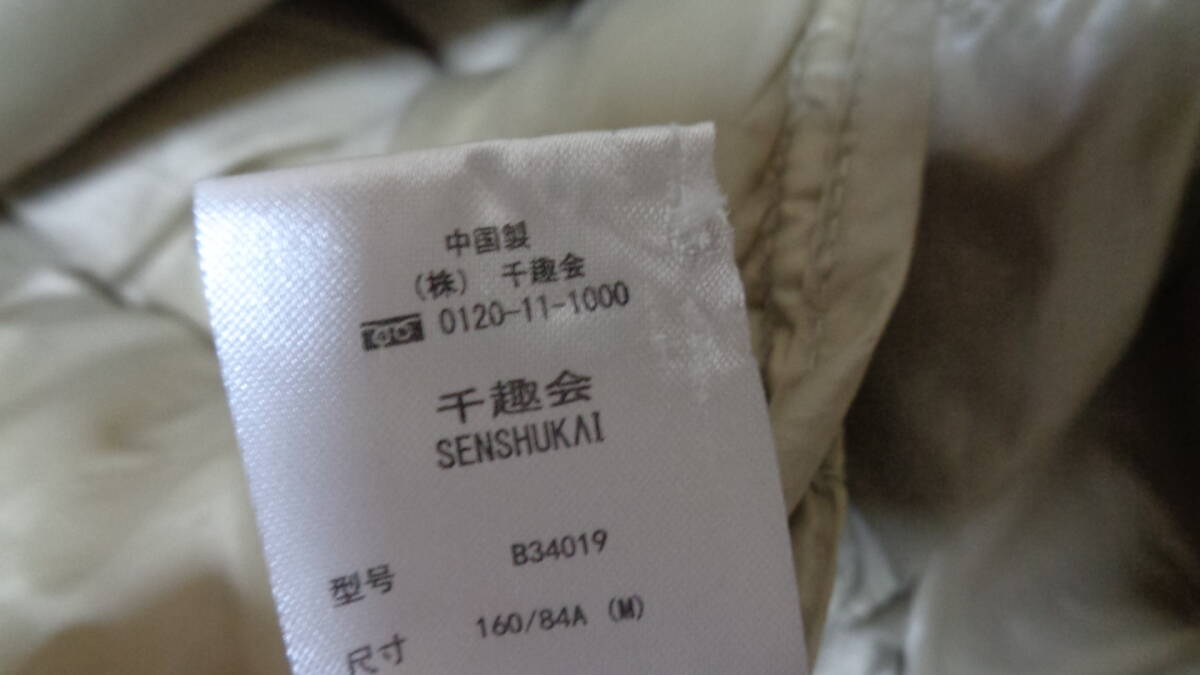 中国製
(株) 千趣会
0120-11-1000
千趣会
SENSHUKAI
型号 B34019
尺寸 160/84A (M)